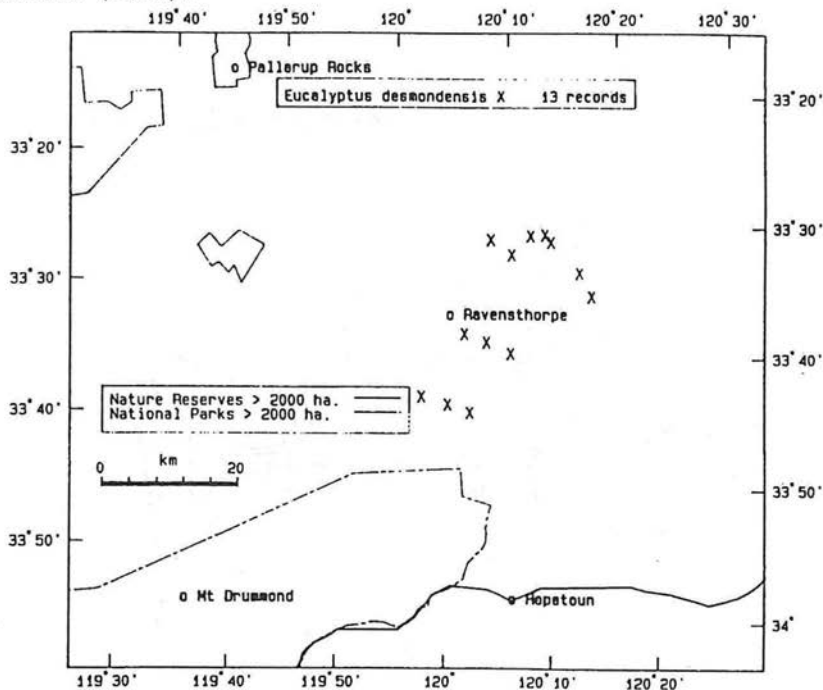 119° 40' 119° 50' 120° 120° 10' 120° 20' 120° 30'
o Pallarup Rocks
Eucalyptus desmondensis X 13 records
33° 20'
33° 20'
33° 30'
33° 30'
o Ravensthorpe
33° 40'
Nature Reserves > 2000 ha.
National Parks > 2000 ha.
33° 40'
km
0 20
33° 50'
33° 50'
o Mt Drummond
o Hopetoun
34°
119° 30' 119° 40' 119° 50' 120° 120° 10' 120° 20'